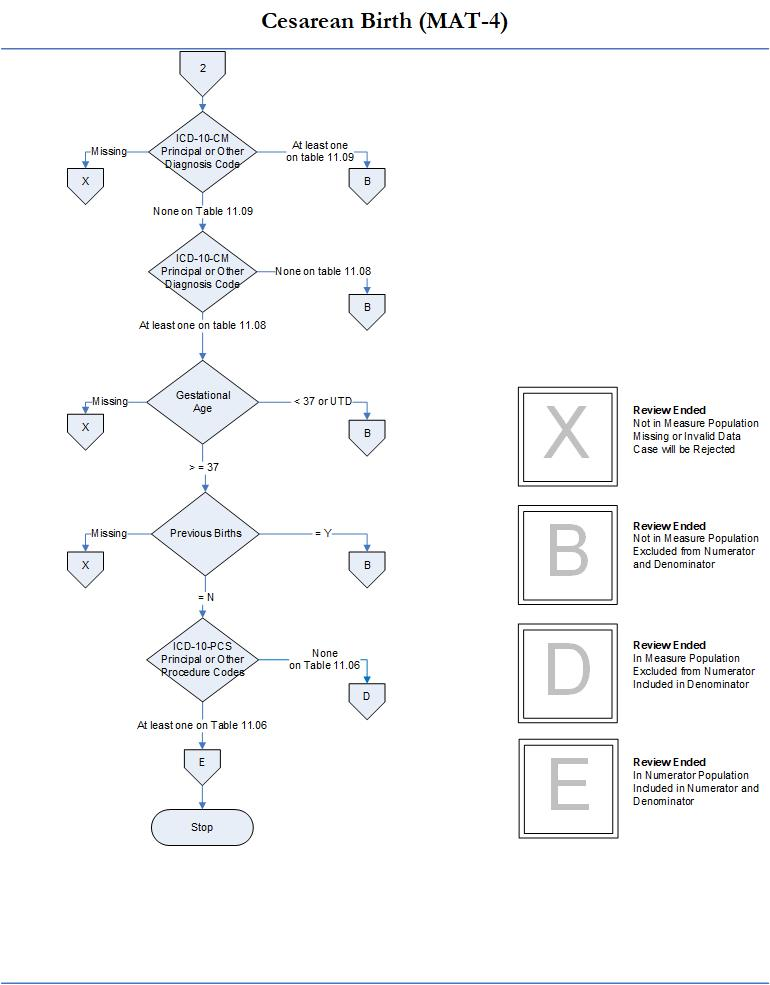 Cesarean Birth (MAT-4)
2
ICD-10-CM
Principal or Other
Diagnosis Code
Missing
At least one
on table 11.09
X
B
None on Table 11.09
ICD-10-CM
Principal or Other
Diagnosis Code
None on table 11.08
B
At least one on table 11.08
Gestational
Age
Missing
< 37 or UTD
X
B
> = 37
Previous Births
Missing
= Y
X
B
= N
ICD-10-PCS
Principal or Other
Procedure Codes
None
on Table 11.06
D
At least one on Table 11.06
E
Stop
X
Review Ended
Not in Measure Population
Missing or Invalid Data
Case will be Rejected
B
Review Ended
Not in Measure Population
Excluded from Numerator
and Denominator
D
Review Ended
In Measure Population
Excluded from Numerator
Included in Denominator
E
Review Ended
In Numerator Population
Included in Numerator and
Denominator